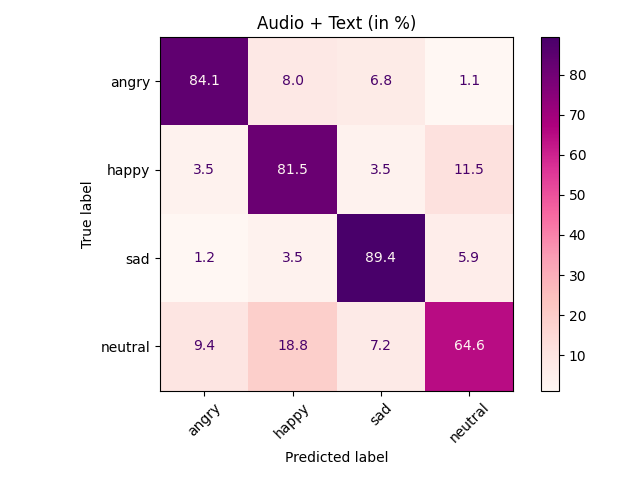 Audio + Text (in %)
angry 84.1 8.0 6.8 1.1
happy 3.5 81.5 3.5 11.5
sad 1.2 3.5 89.4 5.9
neutral 9.4 18.8 7.2 64.6
angry happy sad neutral
Predicted label
True label
80
70
60
50
40
30
20
10